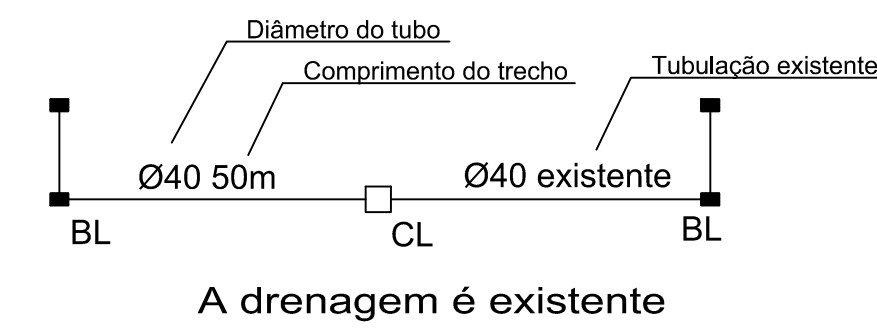 Diâmetro do tubo
Comprimento do trecho
Tubulação existente
Ø40 50m
Ø40 existente
BL
CL
BL
A drenagem é existente